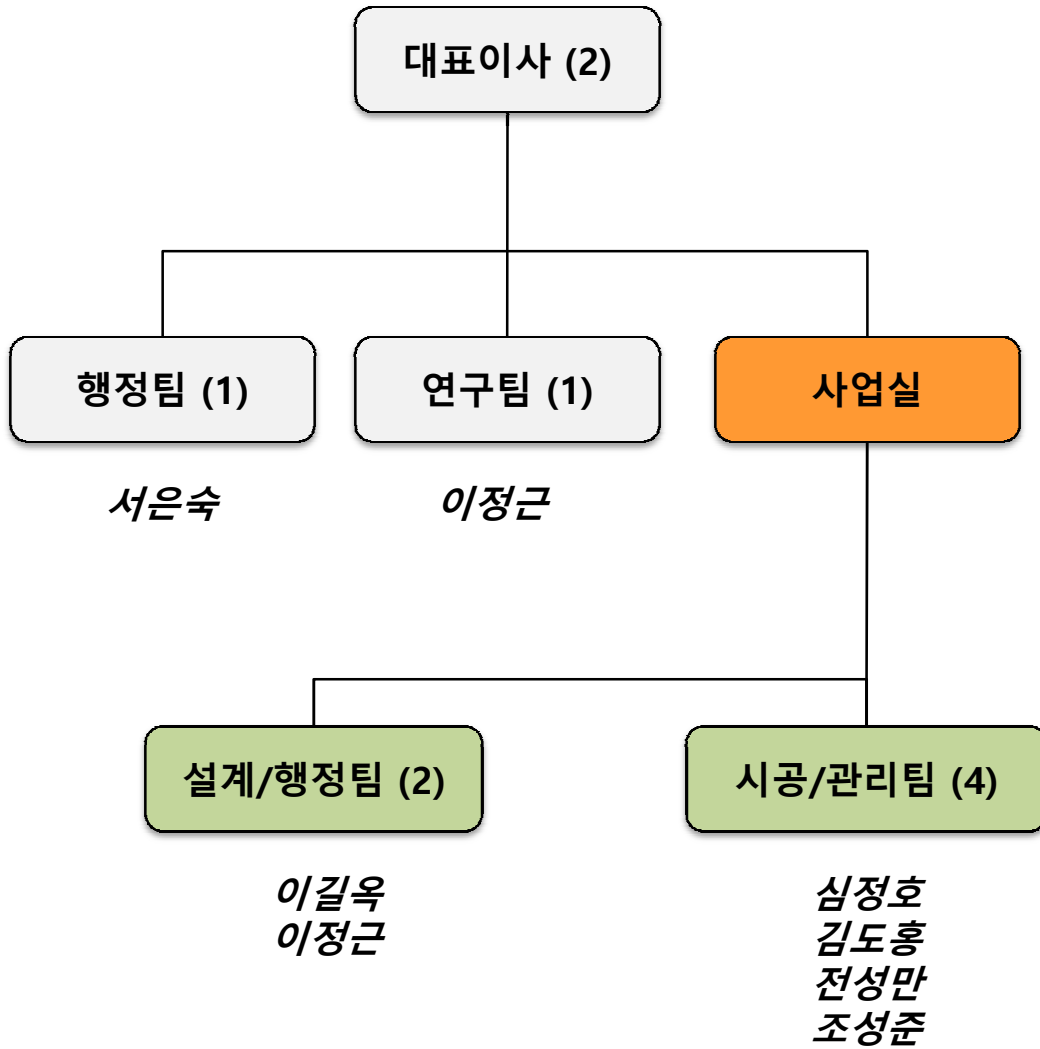 대표이사 (2)
행정팀 (1)
연구팀 (1)
사업실
서은숙
이정근
설계/행정팀 (2)
시공/관리팀 (4)
이길옥
이정근
심정호
김도홍
전성만
조성준